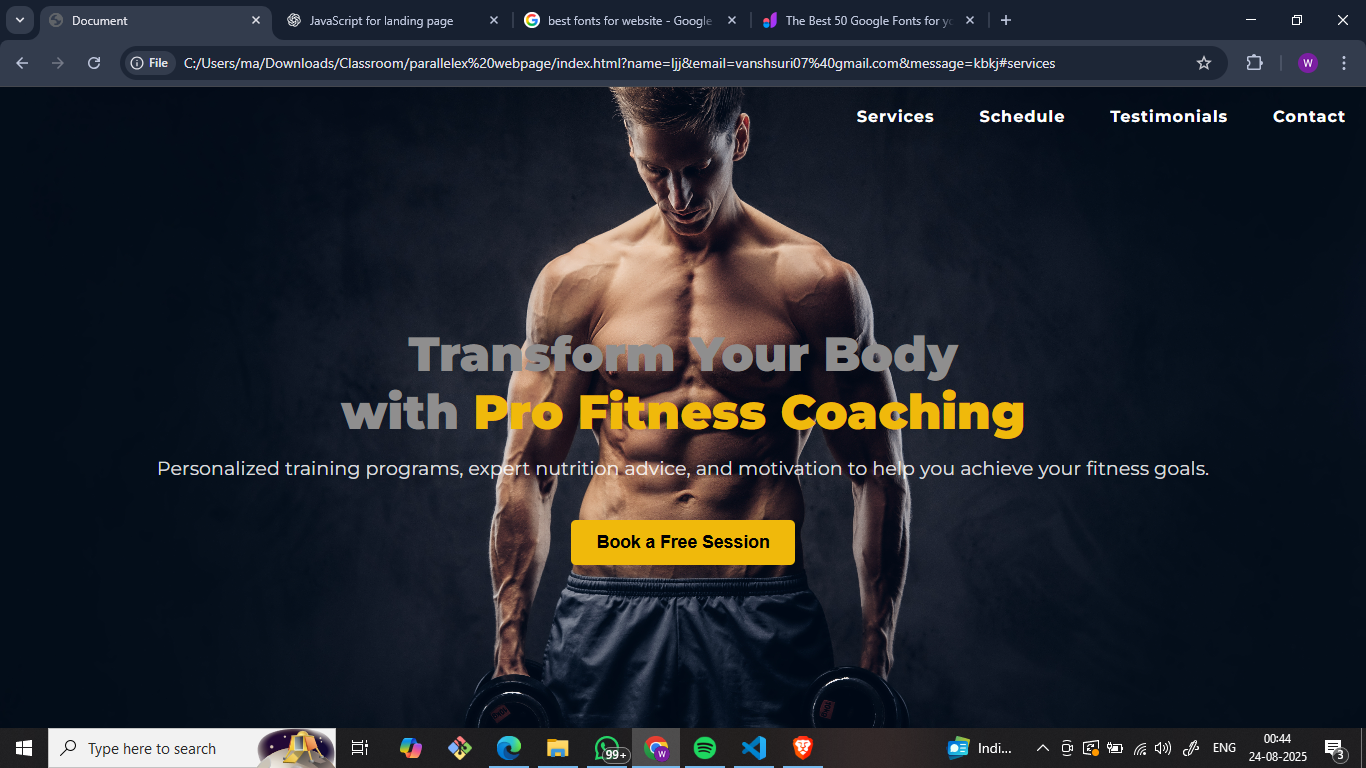 Document
JavaScript for landing page
best fonts for website - Google
The Best 50 Google Fonts for yo
File
C:/Users/ma/Downloads/Classroom/parallelex%20webpage/index.html?name=ljj&email=vanshsuri07%40gmail.com&message=kbkj#services
W
Services
Schedule
Testimonials
Contact
Transform Your Body
with Pro Fitness Coaching
Personalized training programs, expert nutrition advice, and motivation to help you achieve your fitness goals.
Book a Free Session
Type here to search
99+
W
Indi...
ENG
00:44
24-08-2025
3